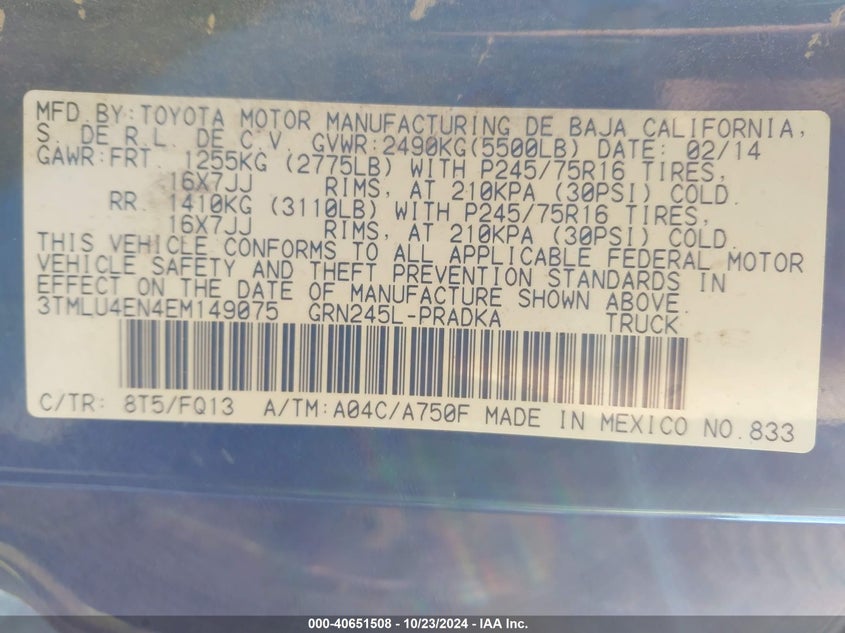 MFD.BY:TOYOTA MOTOR MANUFACTURING DE BAJA CALIFORNIA,
S. DE R.L. DE C.V. GVWR:2490KG(5500LB) DATE: 02/14
GAWR:FRT. 1255KG (2775LB) WITH P245/75R16 TIRES,
16X7JJ RIMS, AT 210KPA (30PSI) COLD.
RR. 1410KG (3110LB) WITH P245/75R16 TIRES,
16X7JJ RIMS, AT 210KPA (30PSI) COLD.
THIS VEHICLE CONFORMS TO ALL APPLICABLE FEDERAL MOTOR
VEHICLE SAFETY AND THEFT PREVENTION STANDARDS IN
EFFECT ON THE DATE OF MANUFACTURE SHOWN ABOVE.
3TMLU4EN4EM149075 GRN245L-PRADKA TRUCK
C/TR: 8T5/FQ13 A/TM:A04C/A750F MADE IN MEXICO NO.833
000-40651508 - 10/23/2024 - IAA Inc.